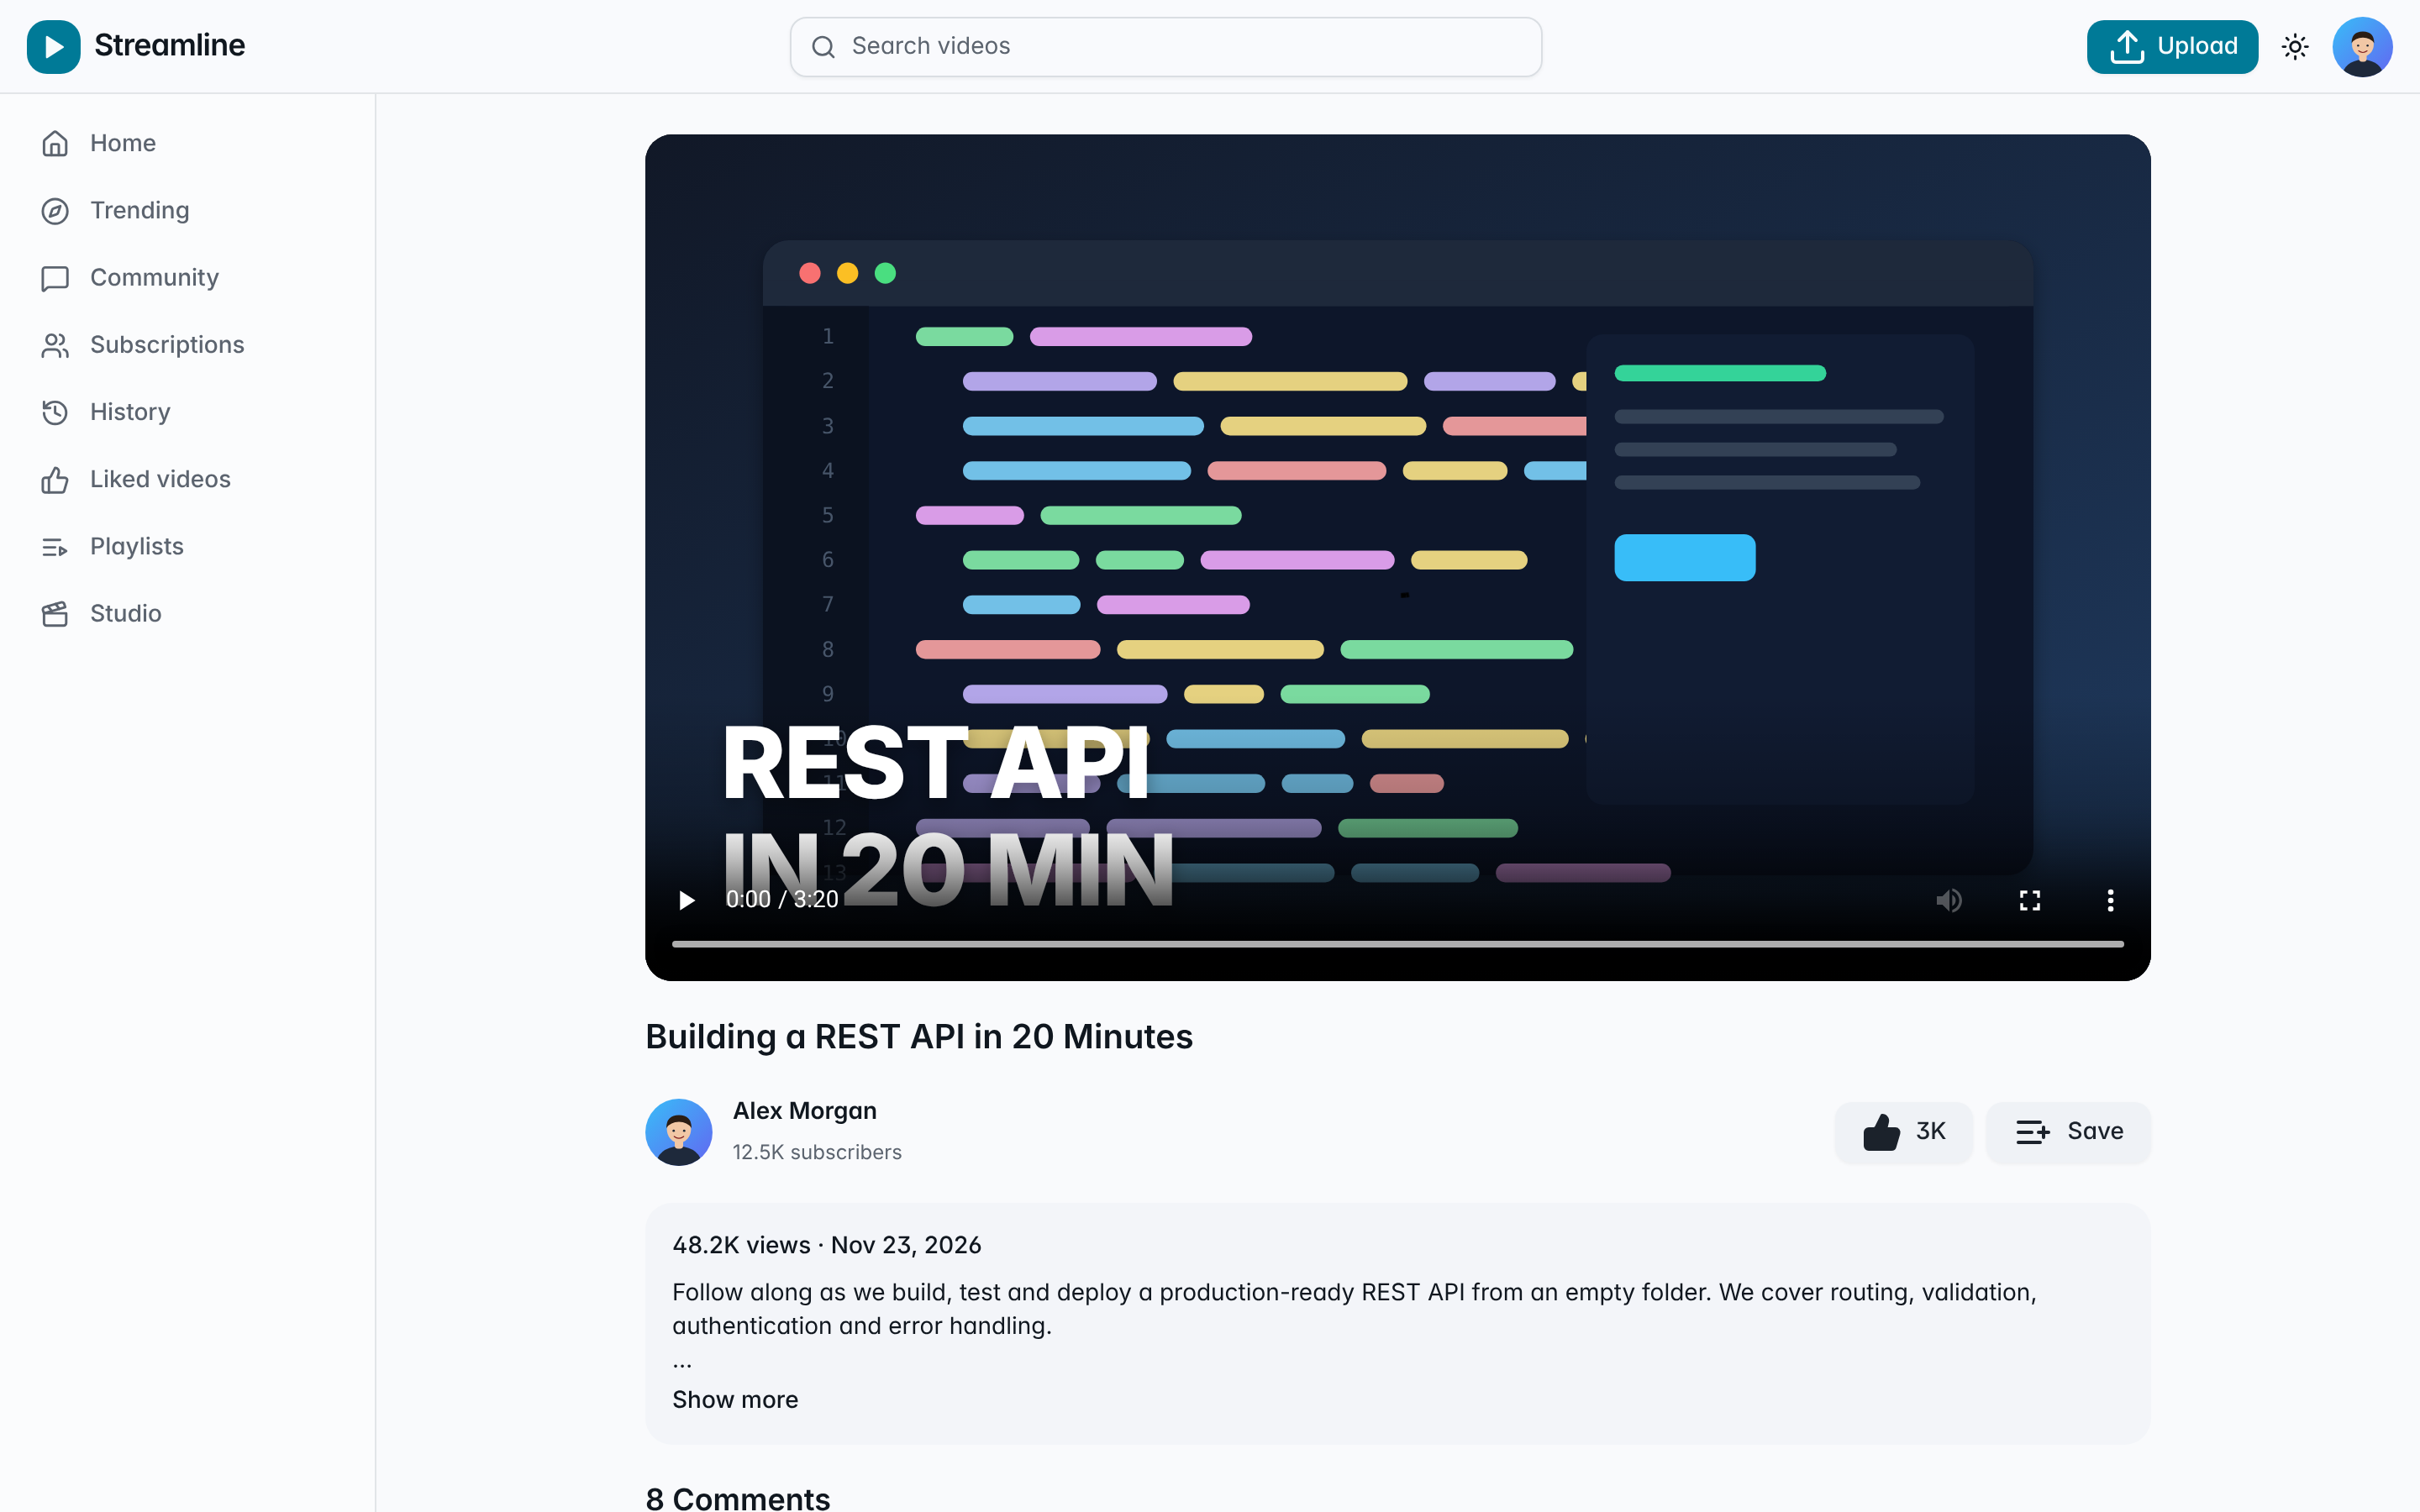 Streamline
Search videos
Upload
Home
Trending
Community
Subscriptions
History
Liked videos
Playlists
Studio
1
2
3
4
5
6
7
8
9
10
11
12
13
REST API
IN 20 MIN
0:00 / 3:20
Building a REST API in 20 Minutes
Alex Morgan
12.5K subscribers
3K
Save
48.2K views · Nov 23, 2026
Follow along as we build, test and deploy a production-ready REST API from an empty folder. We cover routing, validation,
authentication and error handling.
...
Show more
8 Comments